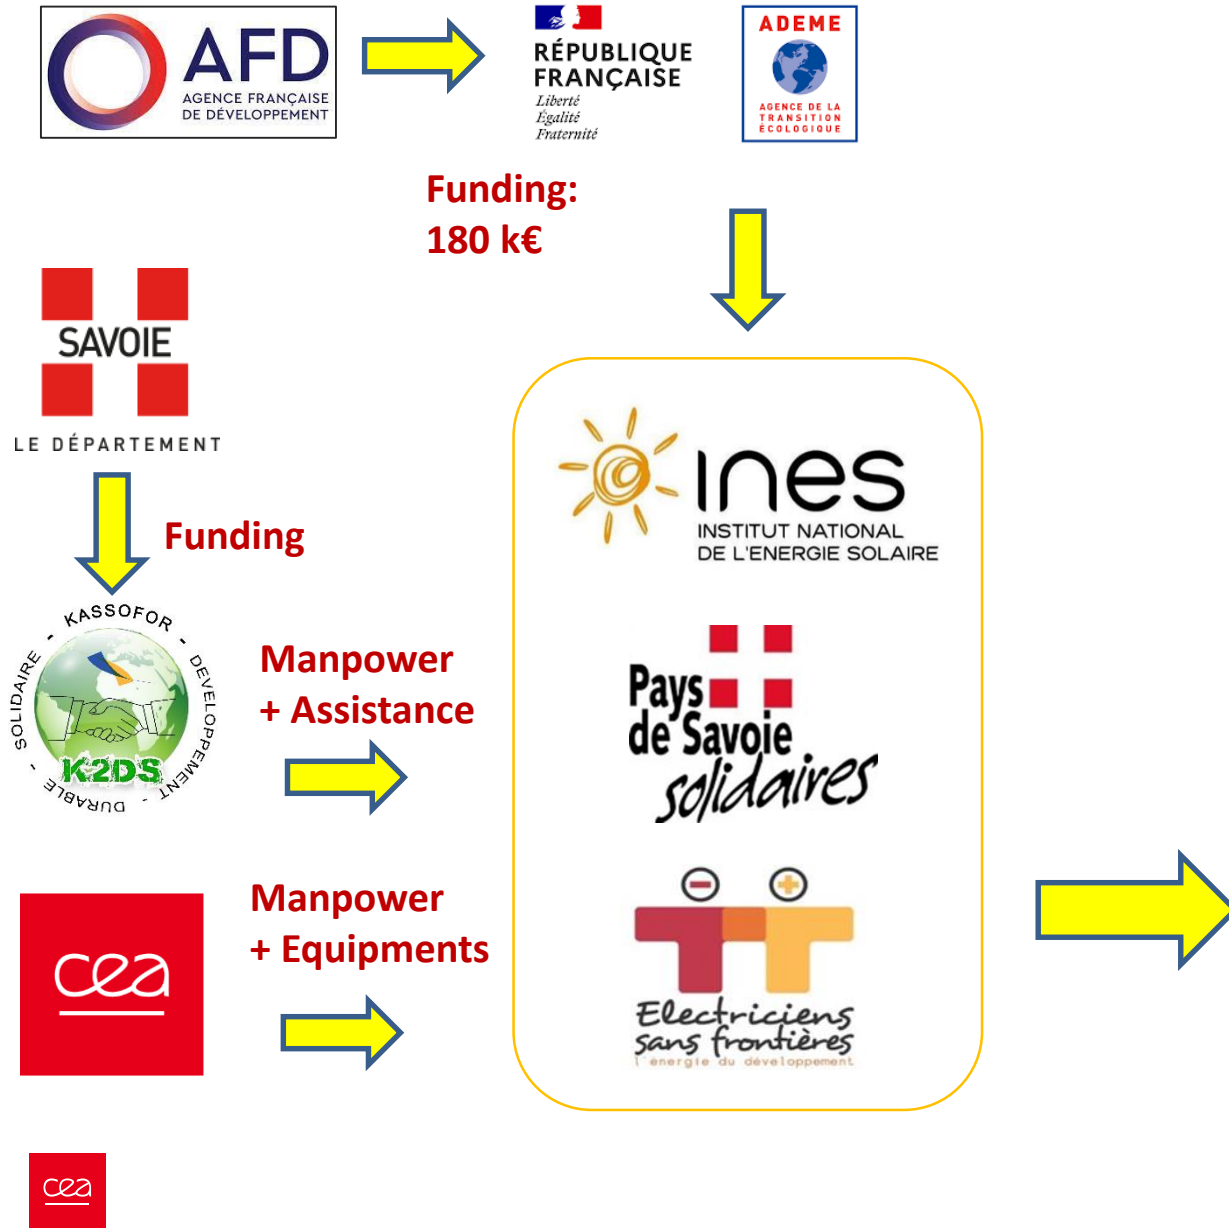 AFD
AGENCE FRANÇAISE
DE DÉVELOPPEMENT
RÉPUBLIQUE
FRANÇAISE
Liberté
Égalité
Fraternité
ADEME
AGENCE DE LA
TRANSITION
ÉCOLOGIQUE
Funding:
180 k€
SAVOIE
LE DÉPARTEMENT
Funding
SOLIDAIRE - KASSOFOR - DEVELOPPEMENT - DURABLE -
K2DS
Manpower
+ Assistance
cea
Manpower
+ Equipments
ines
INSTITUT NATIONAL
DE L'ENERGIE SOLAIRE
Pays
de Savoie
solidaires
Electriciens
sans frontières
l'énergie du développement
cea